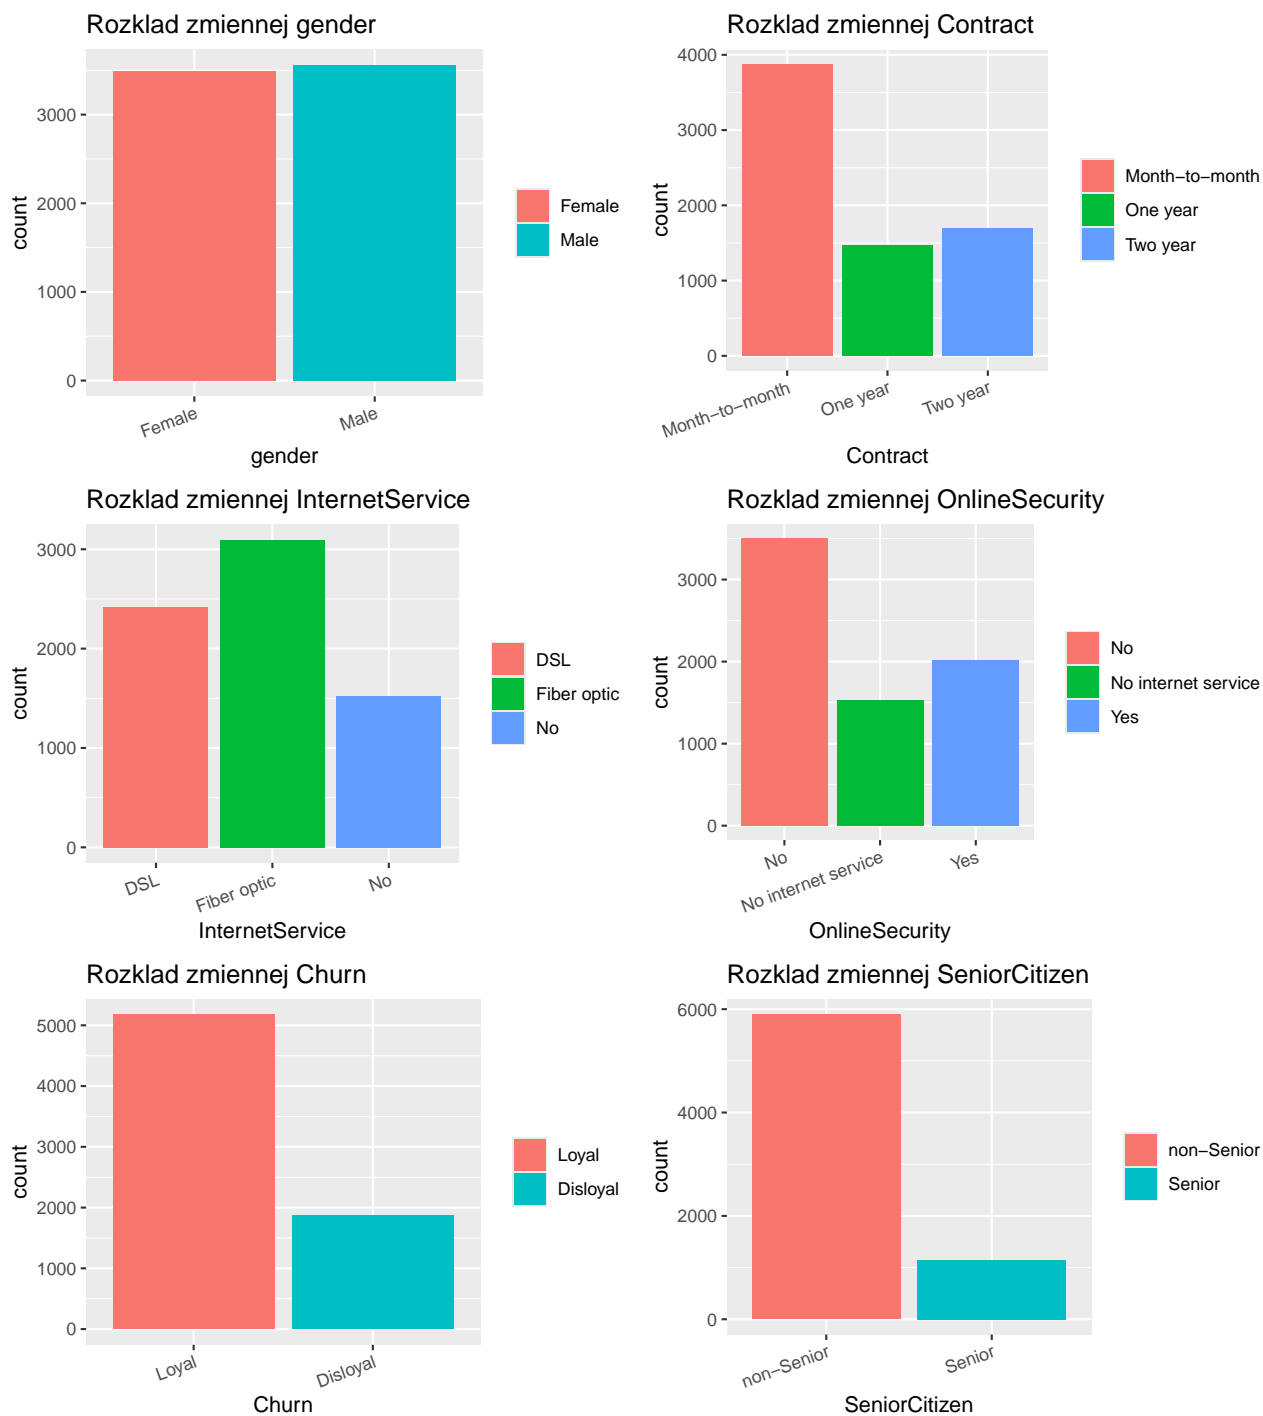 Rozklad zmiennej gender
3000
2000
1000
0
count
Female
Male
gender
Female
Male
Rozklad zmiennej Contract
4000
3000
2000
1000
0
count
Month−to−month
One year
Two year
Contract
Month−to−month
One year
Two year
Rozklad zmiennej InternetService
3000
2000
1000
0
count
DSL
Fiber optic
No
InternetService
DSL
Fiber optic
No
Rozklad zmiennej OnlineSecurity
3000
2000
1000
0
count
No
No internet service
Yes
OnlineSecurity
No
No internet service
Yes
Rozklad zmiennej Churn
5000
4000
3000
2000
1000
0
count
Loyal
Disloyal
Churn
Loyal
Disloyal
Rozklad zmiennej SeniorCitizen
6000
4000
2000
0
count
non−Senior
Senior
SeniorCitizen
non−Senior
Senior